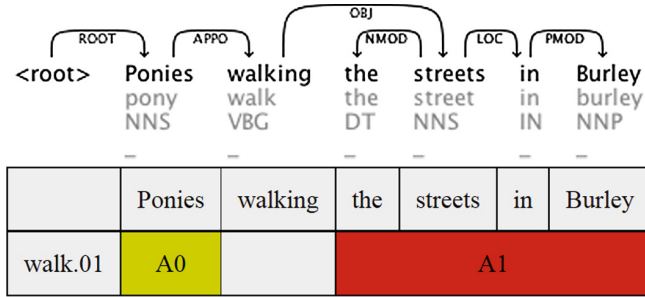 OBJ
ROOT APPO NMOD LOC PMOD
<root> Ponies walking the streets in Burley
pony walk the street in burley
NNS VBG DT NNS IN NNP
_ _ _ _ _ _
Ponies walking the streets in Burley
walk.01 A0 A1